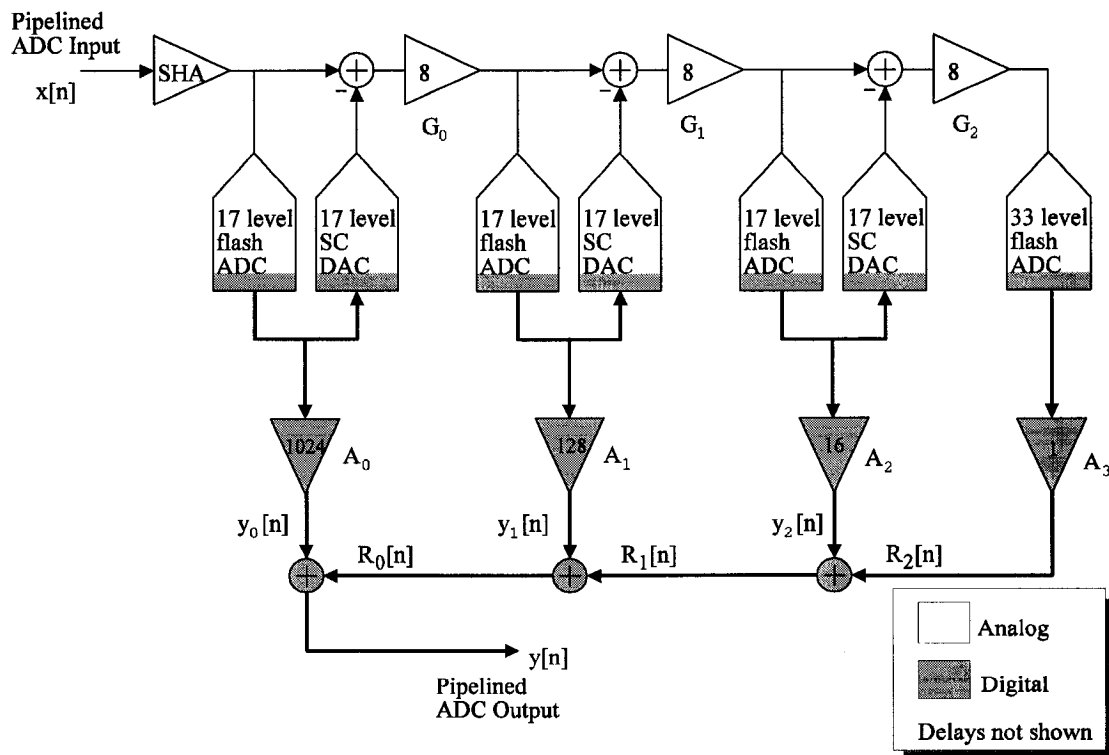 Pipelined
ADC Input
x[n]
SHA
+
−
8
G₀
+
−
8
G₁
+
−
8
G₂
17 level
flash
ADC
17 level
SC
DAC
17 level
flash
ADC
17 level
SC
DAC
17 level
flash
ADC
17 level
SC
DAC
33 level
flash
ADC
1024
A₀
128
A₁
16
A₂
1
A₃
y₀[n]
y₁[n]
y₂[n]
+
R₀[n]
+
R₁[n]
+
R₂[n]
y[n]
Pipelined
ADC Output
Analog
Digital
Delays not shown